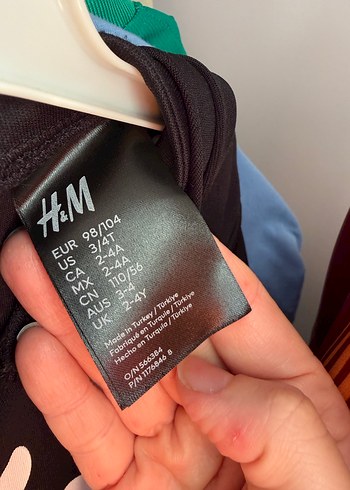 H&M
EUR 98/104
US 3/4T
CA 2-4A
MX 2-4A
CN 110/56
AUS 3-4
UK 2-4Y
Made in Turkey / Türkiye
Fabriqué en Turquie / Türkiye
Hecho en Turquía / Türkiye
O/N 566384
P/N 1176846 8